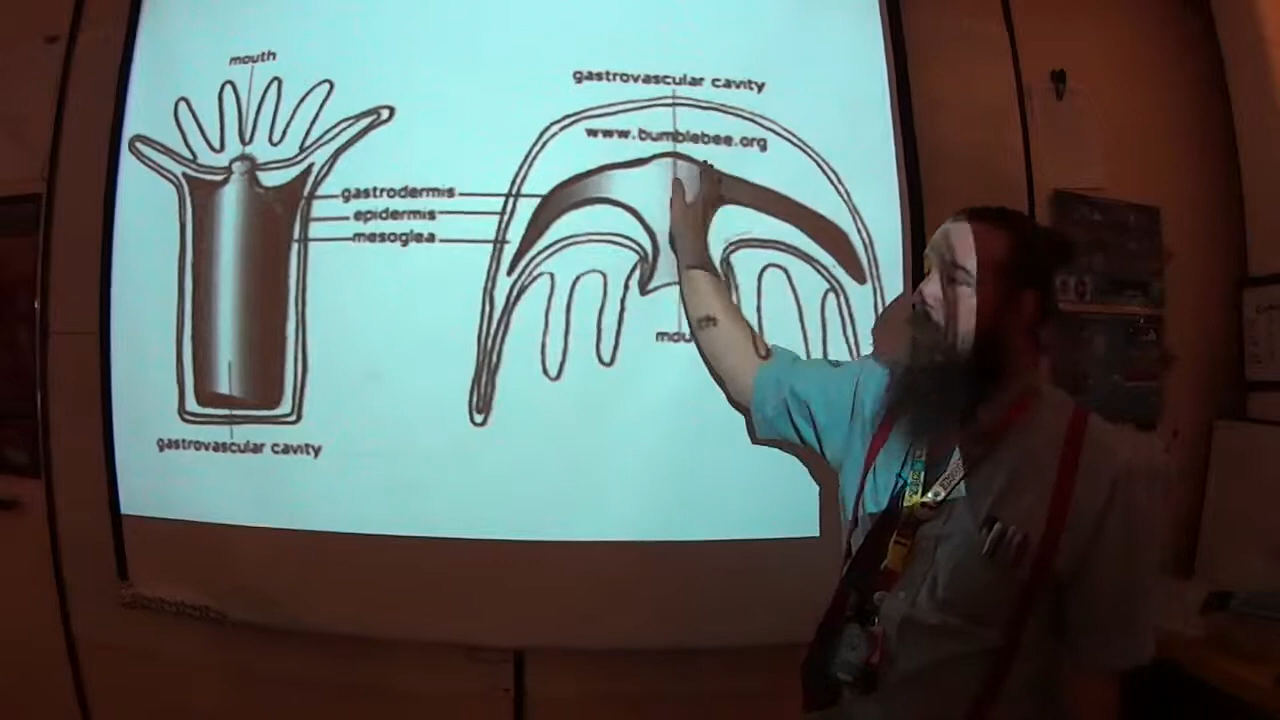 mouth
gastrovascular cavity
www.bumblebee.org
gastrodermis
epidermis
mesoglea
gastrovascular cavity